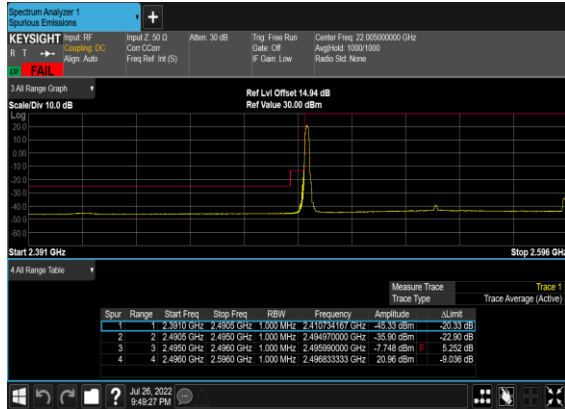 Spectrum Analyzer 1
Spurious Emissions
+
KEYSIGHT Input: RF Input Z: 50 Ω Atten: 30 dB Trig: Free Run Center Freq: 22.005000000 GHz
R T Coupling: DC Corr CCorr Gate: Off Avg|Hold: 1000/1000
Align: Auto Freq Ref: Int (S) IF Gain: Low Radio Std: None
FAIL
3 All Range Graph Ref Lvl Offset 14.94 dB
Scale/Div 10.0 dB Ref Value 30.00 dBm
Log
20.0
10.0
0.00
-10.0
-20.0
-30.0
-40.0
-50.0
-60.0
Start 2.391 GHz Stop 2.596 GHz
4 All Range Table
Measure Trace Trace 1
Trace Type Trace Average (Active)
Spur Range Start Freq Stop Freq RBW Frequency Amplitude ΔLimit
1 1 2.3910 GHz 2.4905 GHz 1.000 MHz 2.410734167 GHz -45.33 dBm -20.33 dB
2 2 2.4905 GHz 2.4950 GHz 1.000 MHz 2.494970000 GHz -35.90 dBm -22.90 dB
3 3 2.4950 GHz 2.4960 GHz 1.000 MHz 2.495990000 GHz -7.748 dBm F 5.252 dB
4 4 2.4960 GHz 2.5960 GHz 1.000 MHz 2.496833333 GHz 20.96 dBm -9.036 dB
? Jul 26, 2022
9:49:27 PM